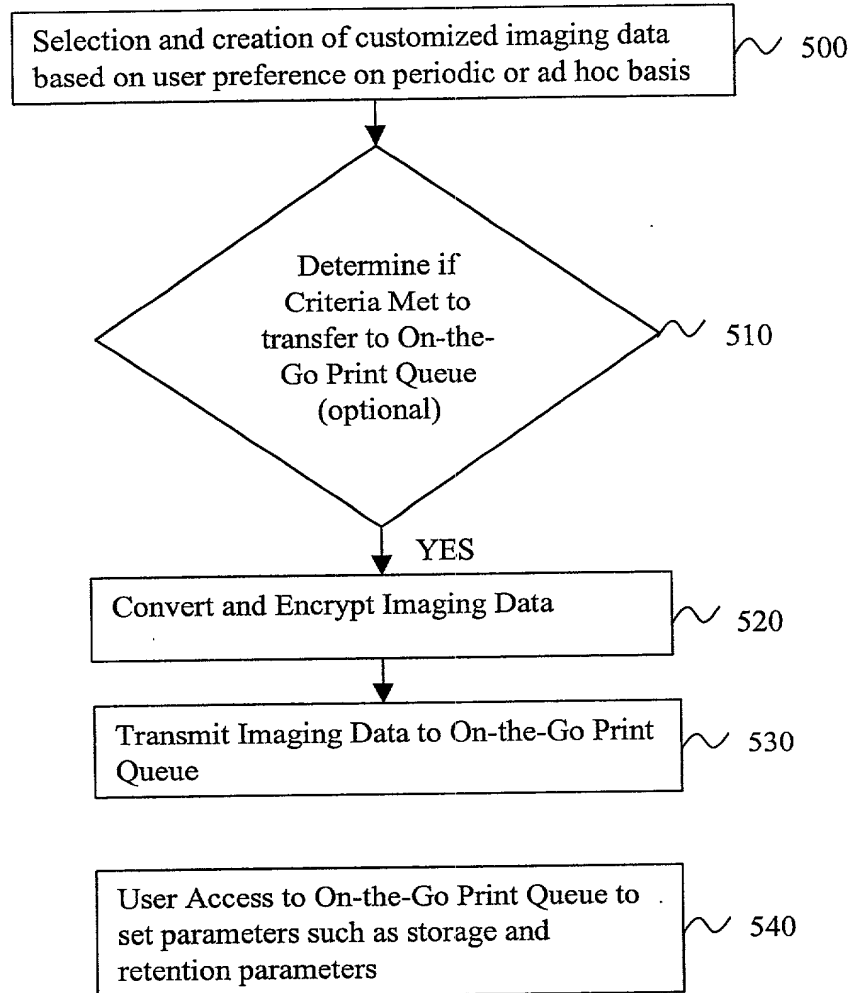 Selection and creation of customized imaging data
based on user preference on periodic or ad hoc basis
500
Determine if
Criteria Met to
transfer to On-the-
Go Print Queue
(optional)
510
YES
Convert and Encrypt Imaging Data
520
Transmit Imaging Data to On-the-Go Print
Queue
530
User Access to On-the-Go Print Queue to
set parameters such as storage and
retention parameters
540